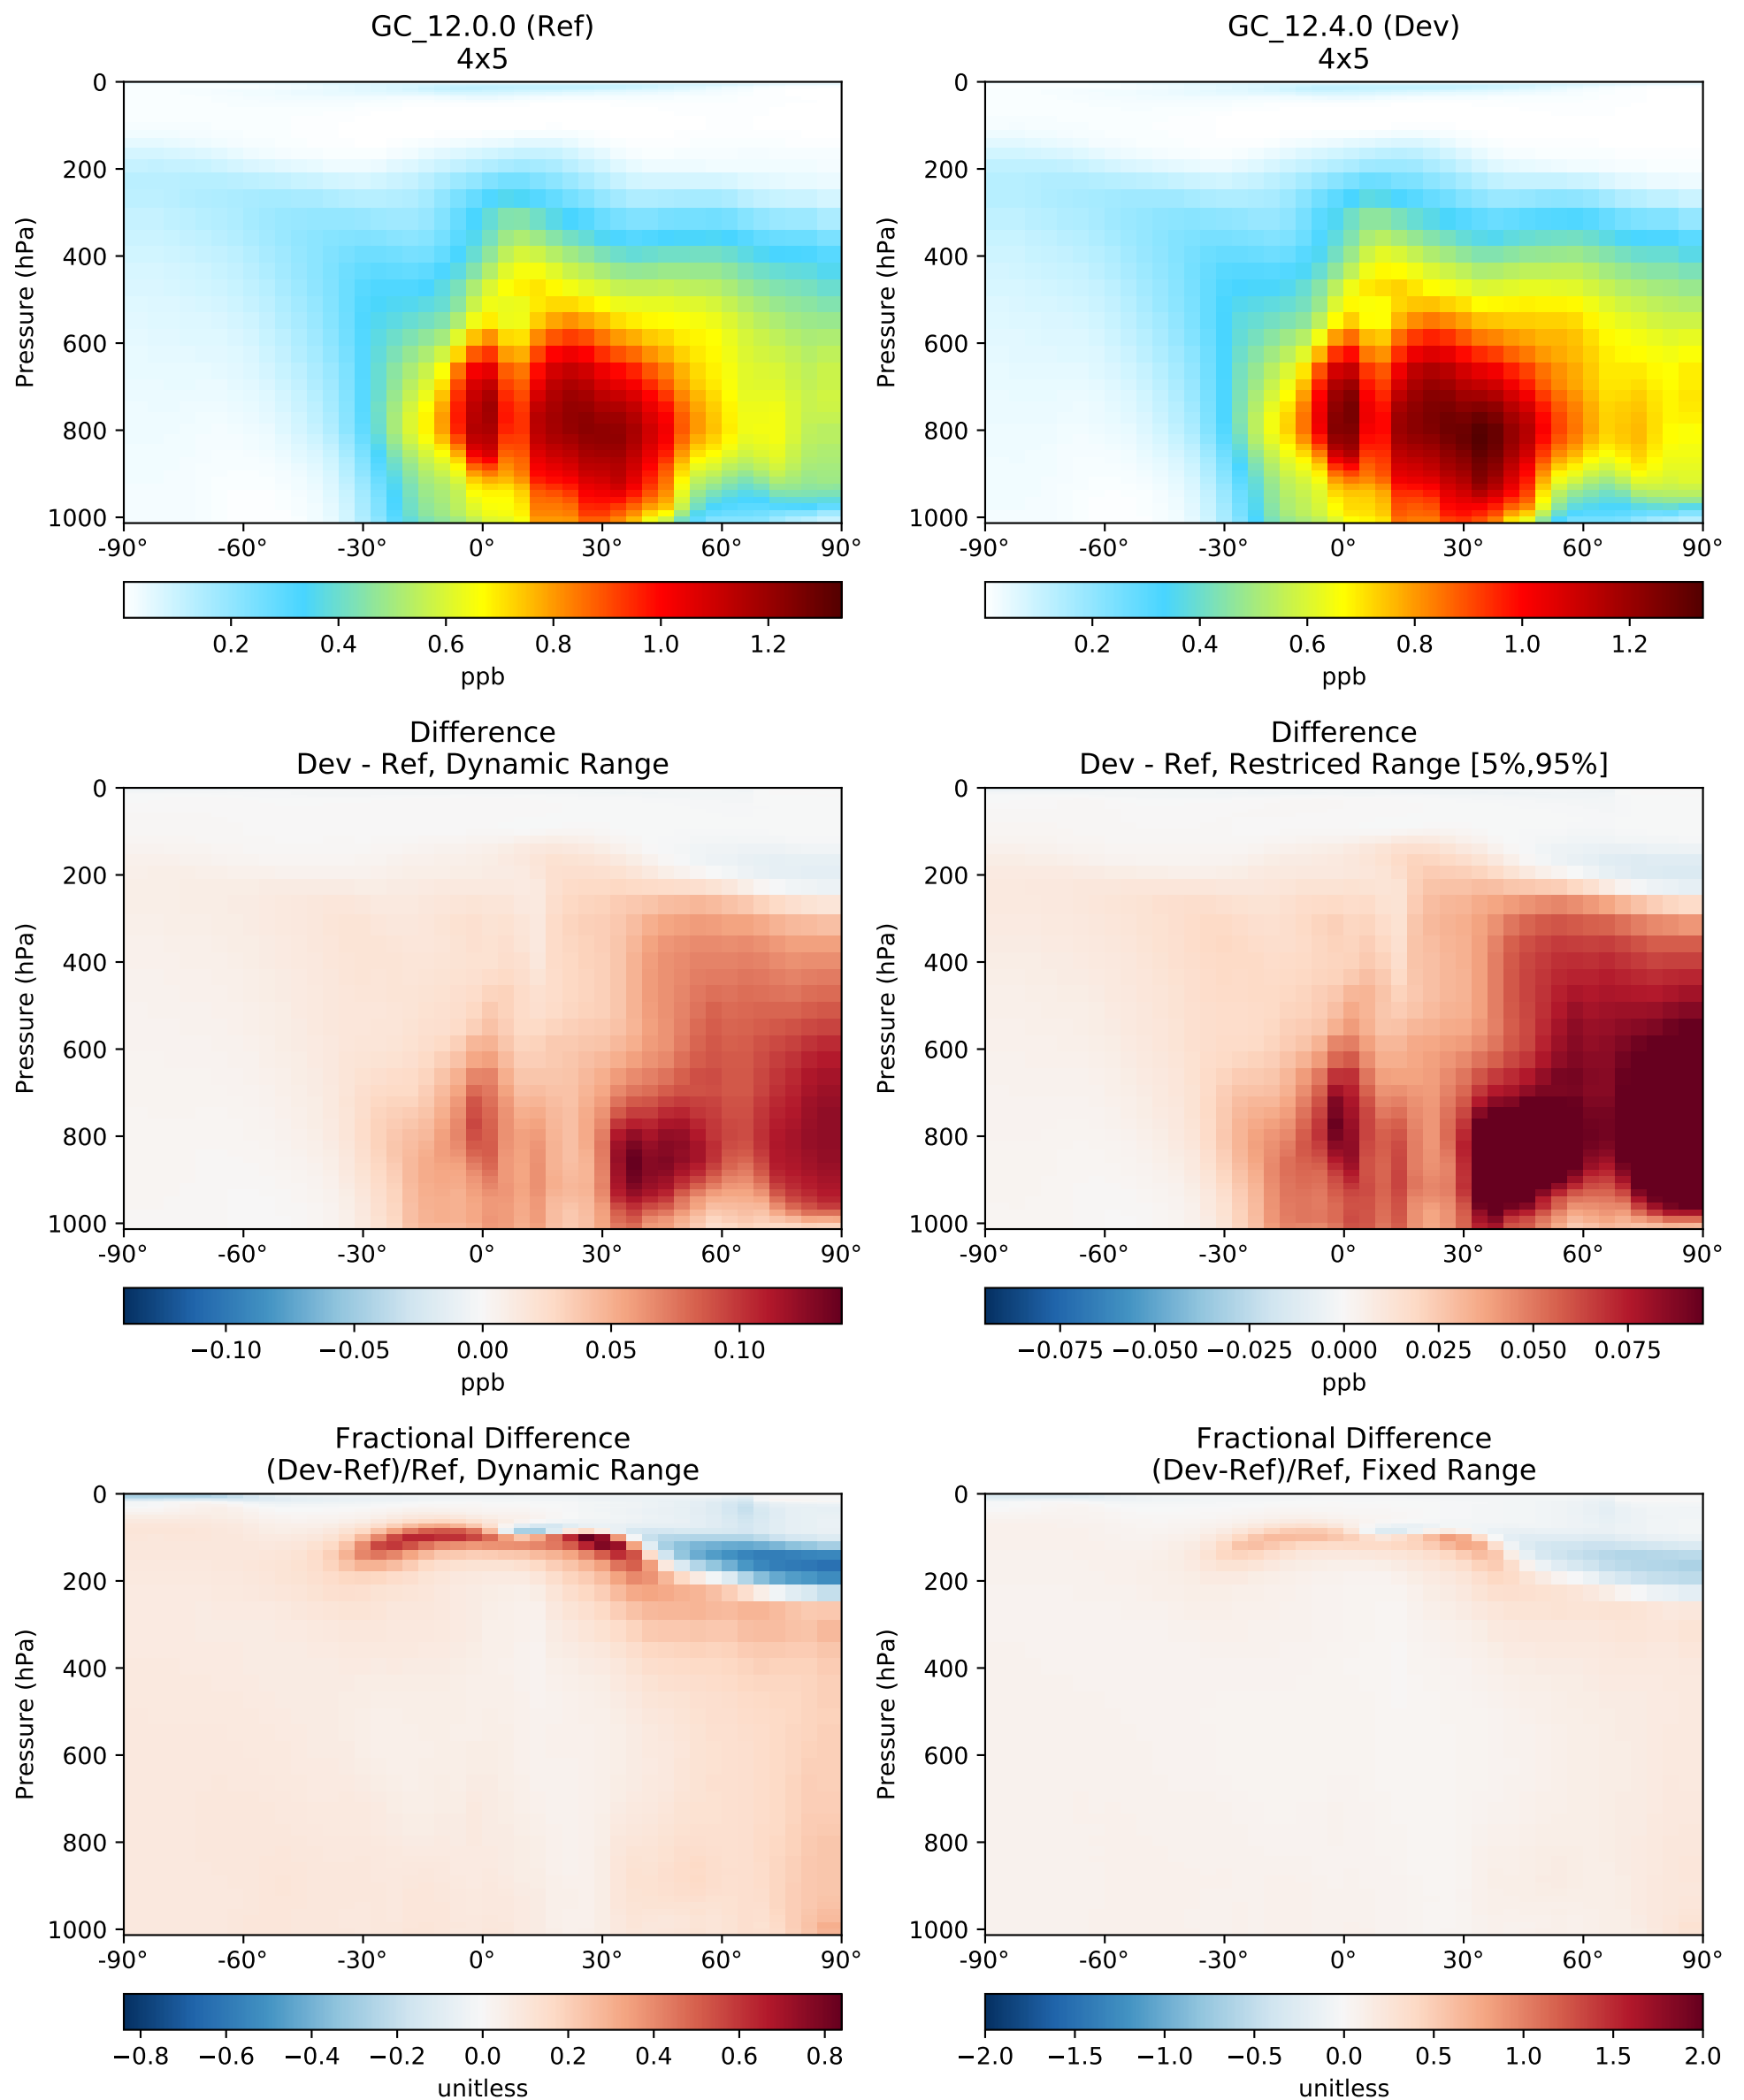 GC_12.0.0 (Ref)
4x5
GC_12.4.0 (Dev)
4x5
0
200
400
600
800
1000
Pressure (hPa)
-90° -60° -30° 0° 30° 60° 90°
0.2 0.4 0.6 0.8 1.0 1.2
ppb
0
200
400
600
800
1000
Pressure (hPa)
-90° -60° -30° 0° 30° 60° 90°
0.2 0.4 0.6 0.8 1.0 1.2
ppb
Difference
Dev - Ref, Dynamic Range
Difference
Dev - Ref, Restriced Range [5%,95%]
0
200
400
600
800
1000
Pressure (hPa)
-90° -60° -30° 0° 30° 60° 90°
−0.10 −0.05 0.00 0.05 0.10
ppb
0
200
400
600
800
1000
Pressure (hPa)
-90° -60° -30° 0° 30° 60° 90°
−0.075 −0.050 −0.025 0.000 0.025 0.050 0.075
ppb
Fractional Difference
(Dev-Ref)/Ref, Dynamic Range
Fractional Difference
(Dev-Ref)/Ref, Fixed Range
0
200
400
600
800
1000
Pressure (hPa)
-90° -60° -30° 0° 30° 60° 90°
−0.8 −0.6 −0.4 −0.2 0.0 0.2 0.4 0.6 0.8
unitless
0
200
400
600
800
1000
Pressure (hPa)
-90° -60° -30° 0° 30° 60° 90°
−2.0 −1.5 −1.0 −0.5 0.0 0.5 1.0 1.5 2.0
unitless